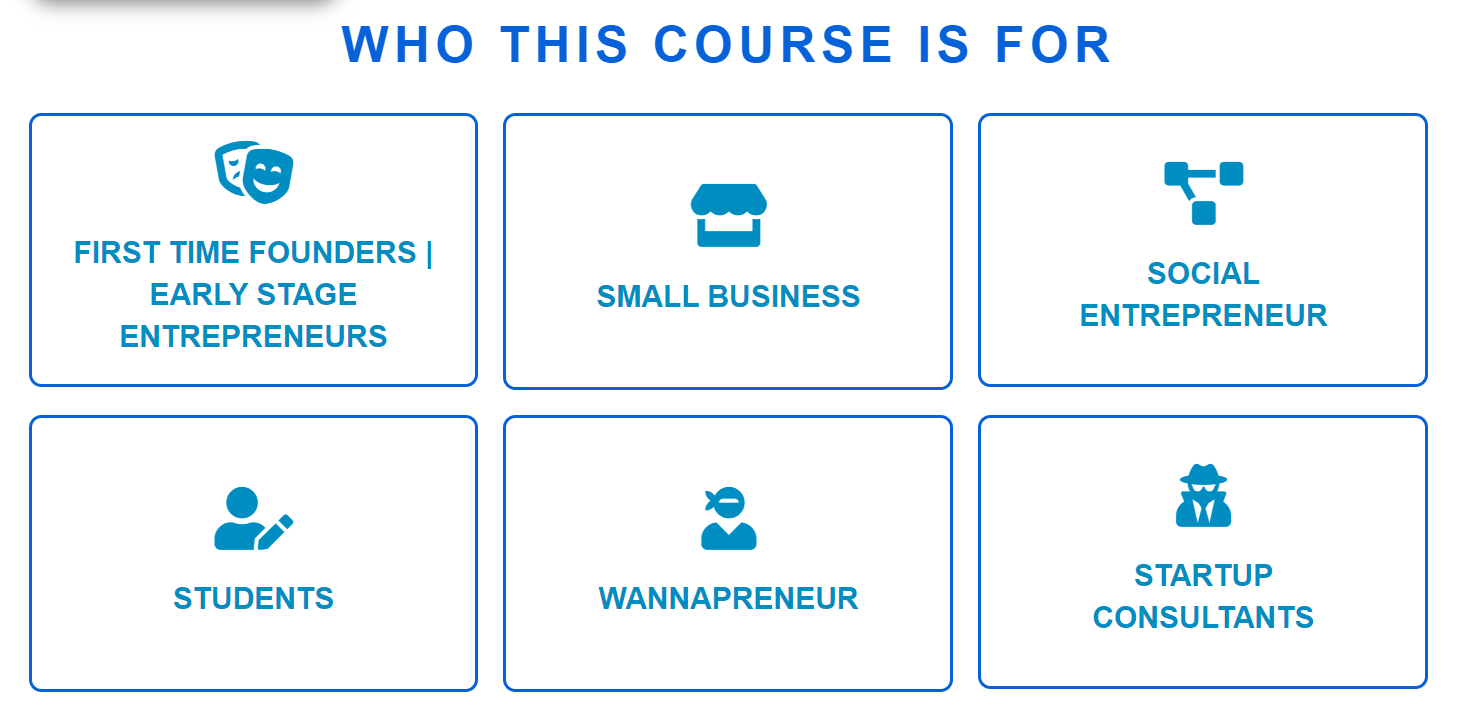 WHO THIS COURSE IS FOR
FIRST TIME FOUNDERS |
EARLY STAGE
ENTREPRENEURS
SMALL BUSINESS
SOCIAL
ENTREPRENEUR
STUDENTS
WANNAPRENEUR
STARTUP
CONSULTANTS